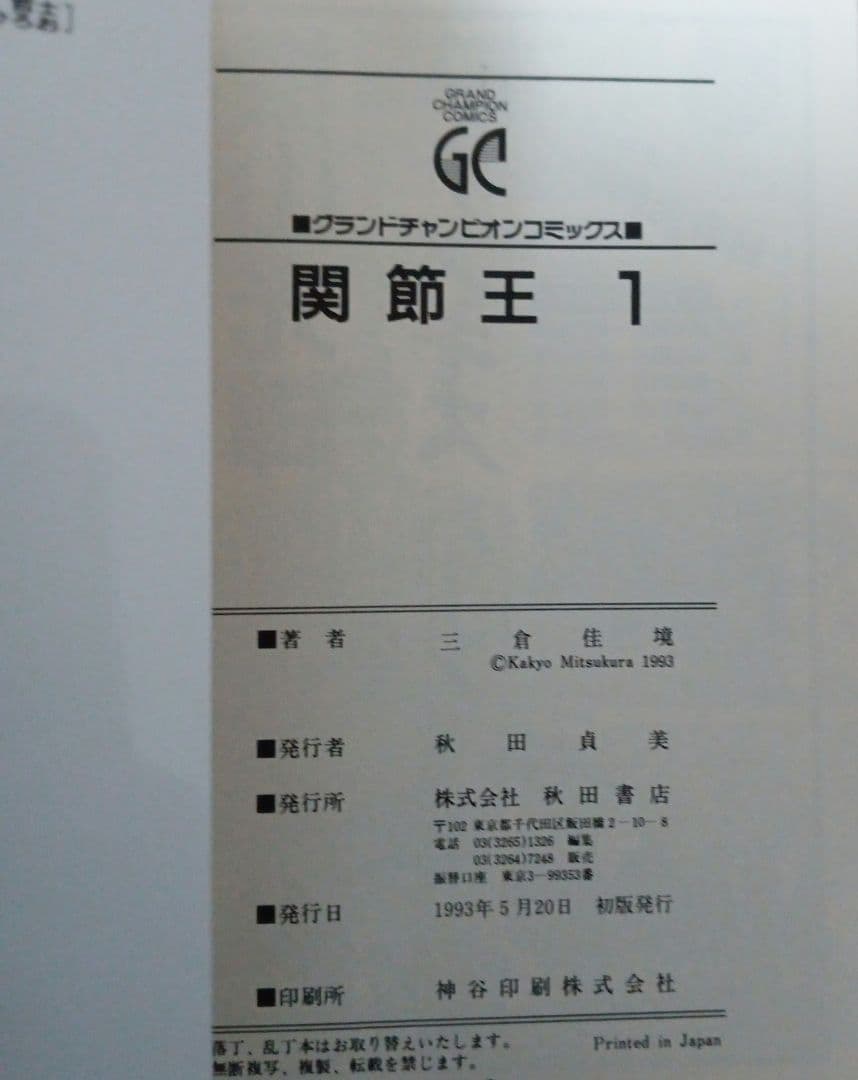 GRAND
CHAMPION
COMICS
GC
■グランドチャンピオンコミックス■
関節王 1
■著者 三倉佳境
©Kakyo Mitsukura 1993
■発行者 秋田貞美
■発行所 株式会社 秋田書店
〒102 東京都千代田区飯田橋2-10-8
電話 03(3265)1326 編集
03(3264)7248 販売
振替口座 東京3-99353番
■発行日 1993年5月20日 初版発行
■印刷所 神谷印刷株式会社
落丁、乱丁本はお取り替えいたします。 Printed in Japan
無断複写、複製、転載を禁じます。